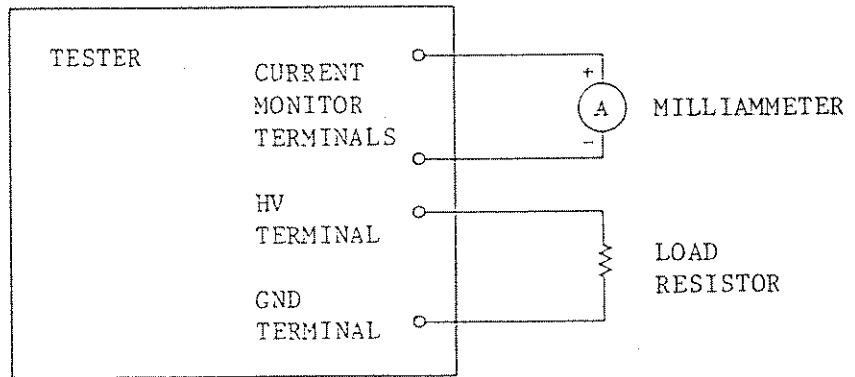 TESTER
CURRENT
MONITOR
TERMINALS
+
A
-
MILLIAMMETER
HV
TERMINAL
LOAD
RESISTOR
GND
TERMINAL